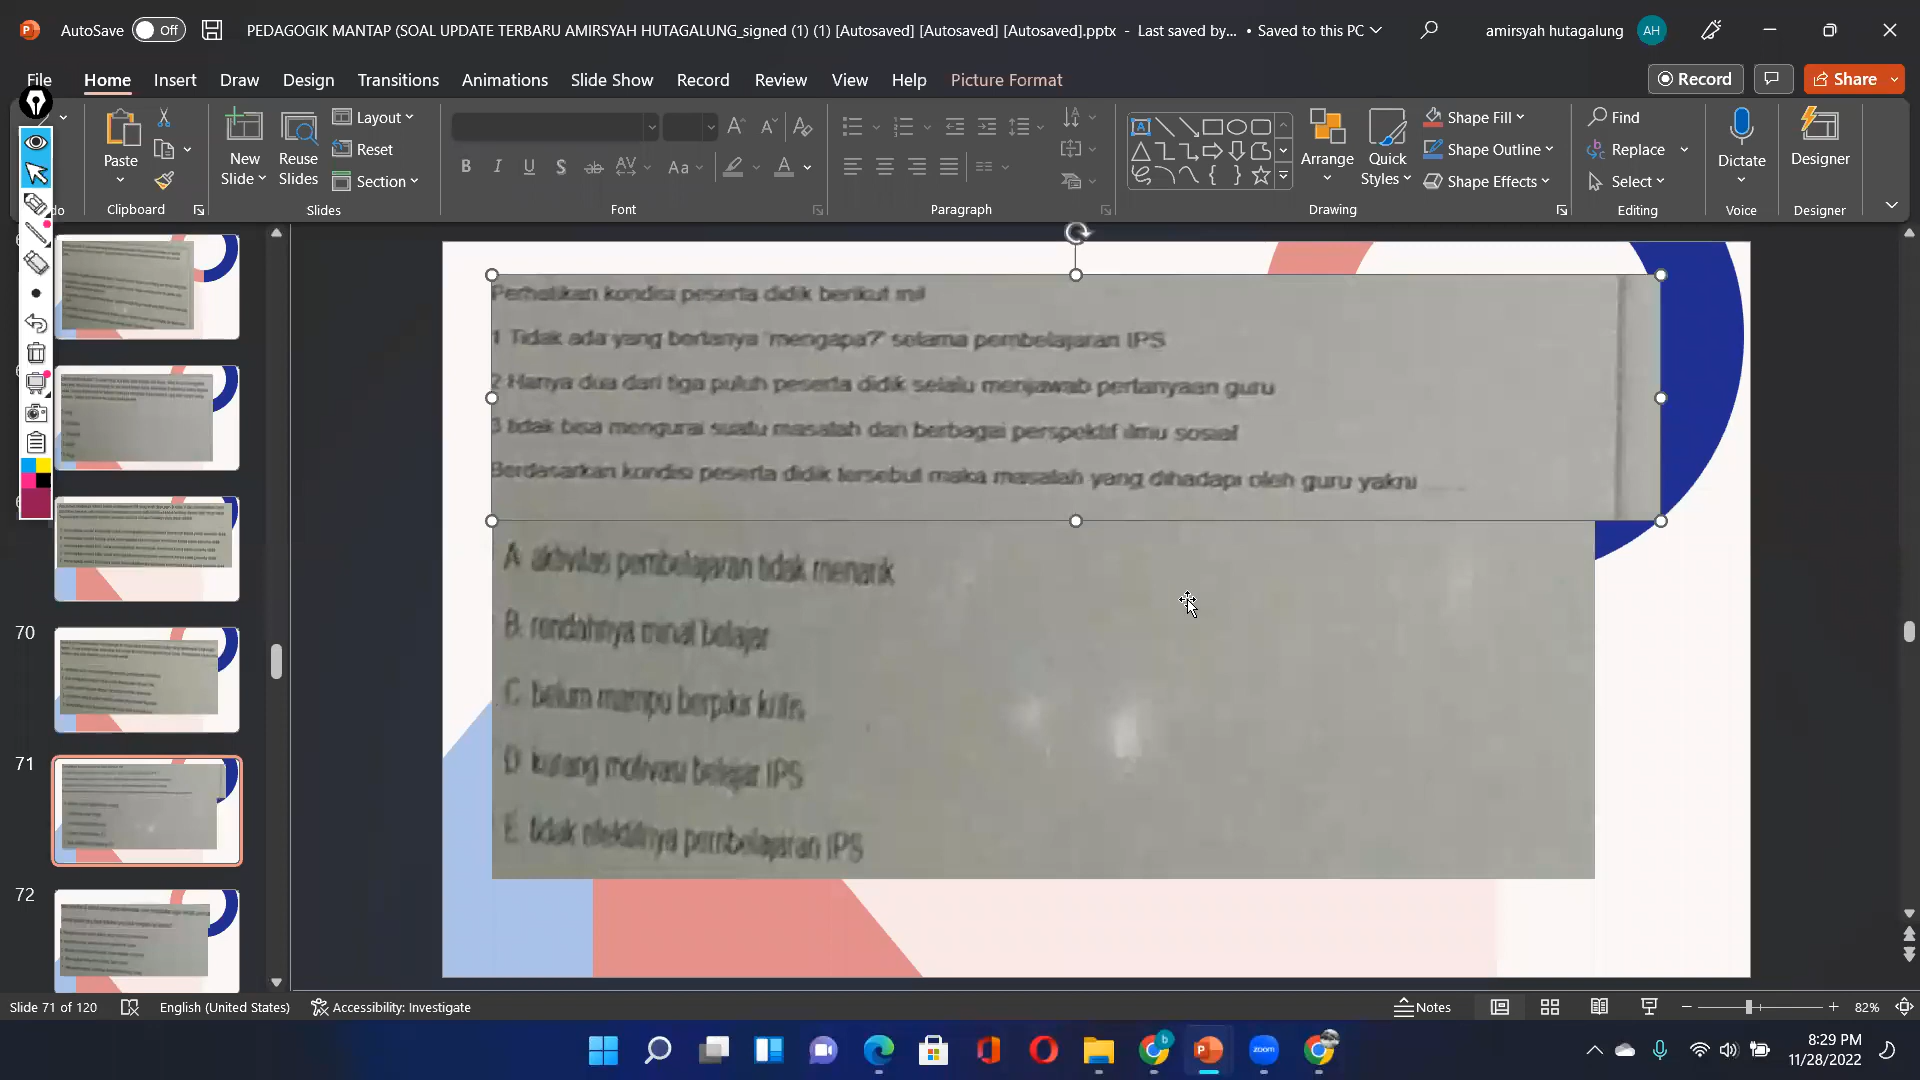 AutoSave Off PEDAGOGIK MANTAP (SOAL UPDATE TERBARU AMIRSYAH HUTAGALUNG_signed (1) (1) [Autosaved] [Autosaved] [Autosaved].pptx - Last saved by... • Saved to this PC amirsyah hutagalung AH
File Home Insert Draw Design Transitions Animations Slide Show Record Review View Help Picture Format Record Share
Paste
New Slide
Reuse Slides
Layout
Reset
Section
Shape Fill
Shape Outline
Shape Effects
Arrange
Quick Styles
Find
Replace
Select
Dictate
Designer
Clipboard Slides Font Paragraph Drawing Editing Voice Designer
Perhatikan kondisi peserta didik berikut ini!
1 Tidak ada yang bertanya "mengapa?" selama pembelajaran IPS
2 Hanya dua dari tiga puluh peserta didik selalu menjawab pertanyaan guru
3 tidak bisa mengurai suatu masalah dari berbagai perspektif ilmu sosial
Berdasarkan kondisi peserta didik tersebut maka masalah yang dihadapi oleh guru yakni ......
A. aktivitas pembelajaran tidak menarik
B. rendahnya minat belajar
C. belum mampu berpikir kritis
D. kurang motivasi belajar IPS
E. tidak efektifnya pembelajaran IPS
70
71
72
Slide 71 of 120 English (United States) Accessibility: Investigate Notes 82%
zoom
8:29 PM
11/28/2022